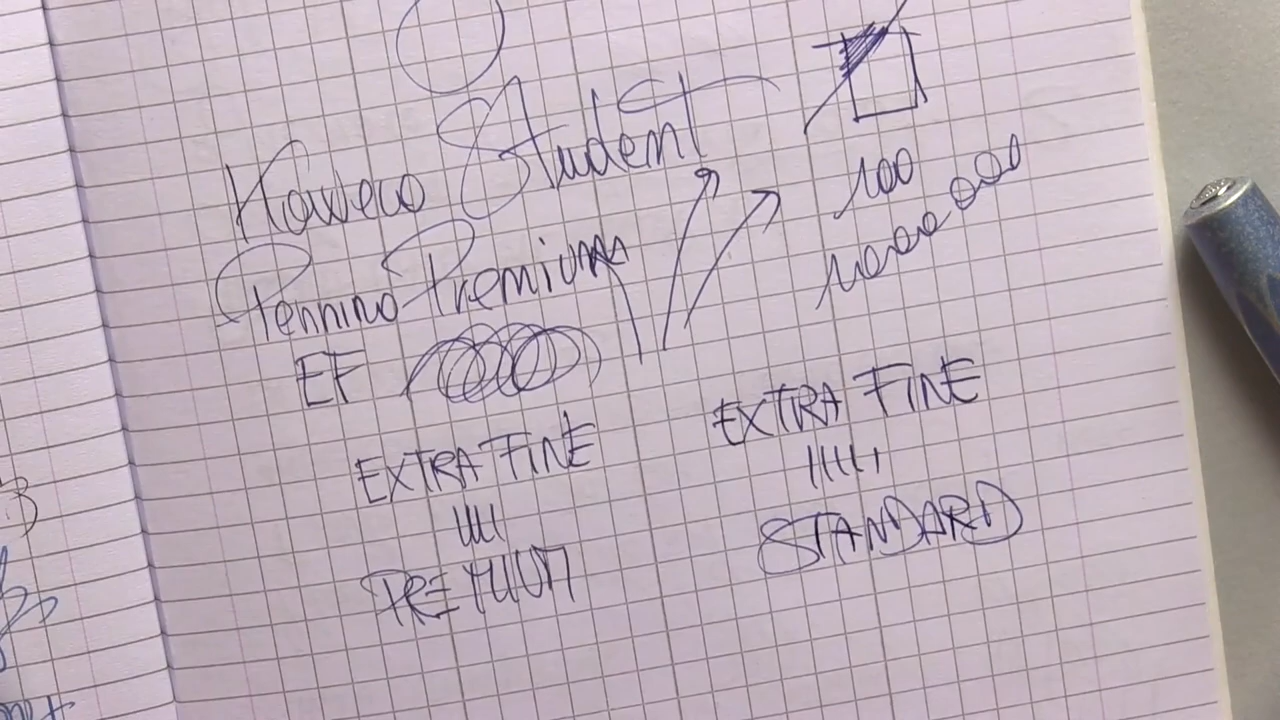 Kaweco Student
Pennino Premium
EF
100
EXTRA FINE
PREMIUM
EXTRA FINE
STANDARD